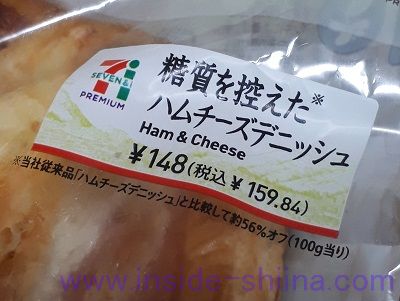 7
SEVEN&i
PREMIUM
糖質を控えた※
ハムチーズデニッシュ
Ham & Cheese
¥148(税込¥159.84)
※当社従来品「ハムチーズデニッシュ」と比較して約56%オフ(100g当り)
www.inside-shiina.com